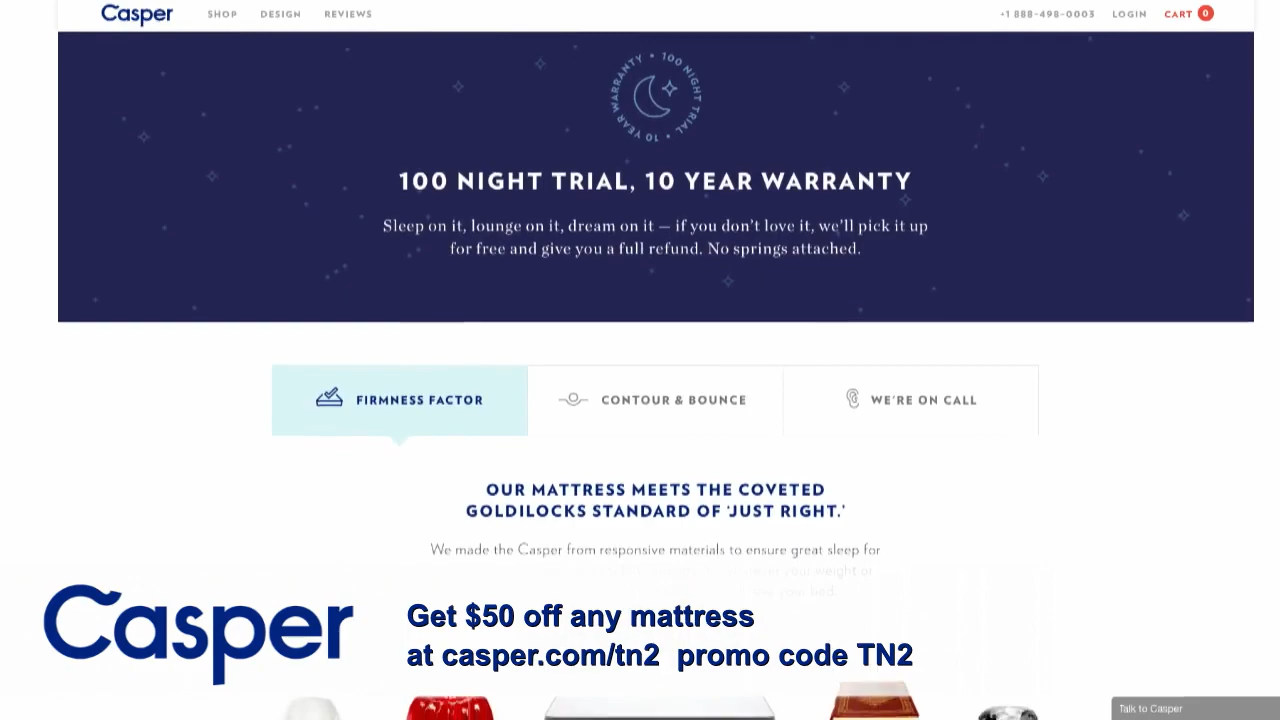 Casper SHOP DESIGN REVIEWS +1 888-498-0003 LOGIN CART 0
100 NIGHT TRIAL • 10 YEAR WARRANTY •
100 NIGHT TRIAL, 10 YEAR WARRANTY
Sleep on it, lounge on it, dream on it – if you don't love it, we'll pick it up
for free and give you a full refund. No springs attached.
FIRMNESS FACTOR CONTOUR & BOUNCE WE'RE ON CALL
OUR MATTRESS MEETS THE COVETED
GOLDILOCKS STANDARD OF 'JUST RIGHT.'
We made the Casper from responsive materials to ensure great sleep for
your weight or
bed.
Casper
Get $50 off any mattress
at casper.com/tn2 promo code TN2
Talk to Casper